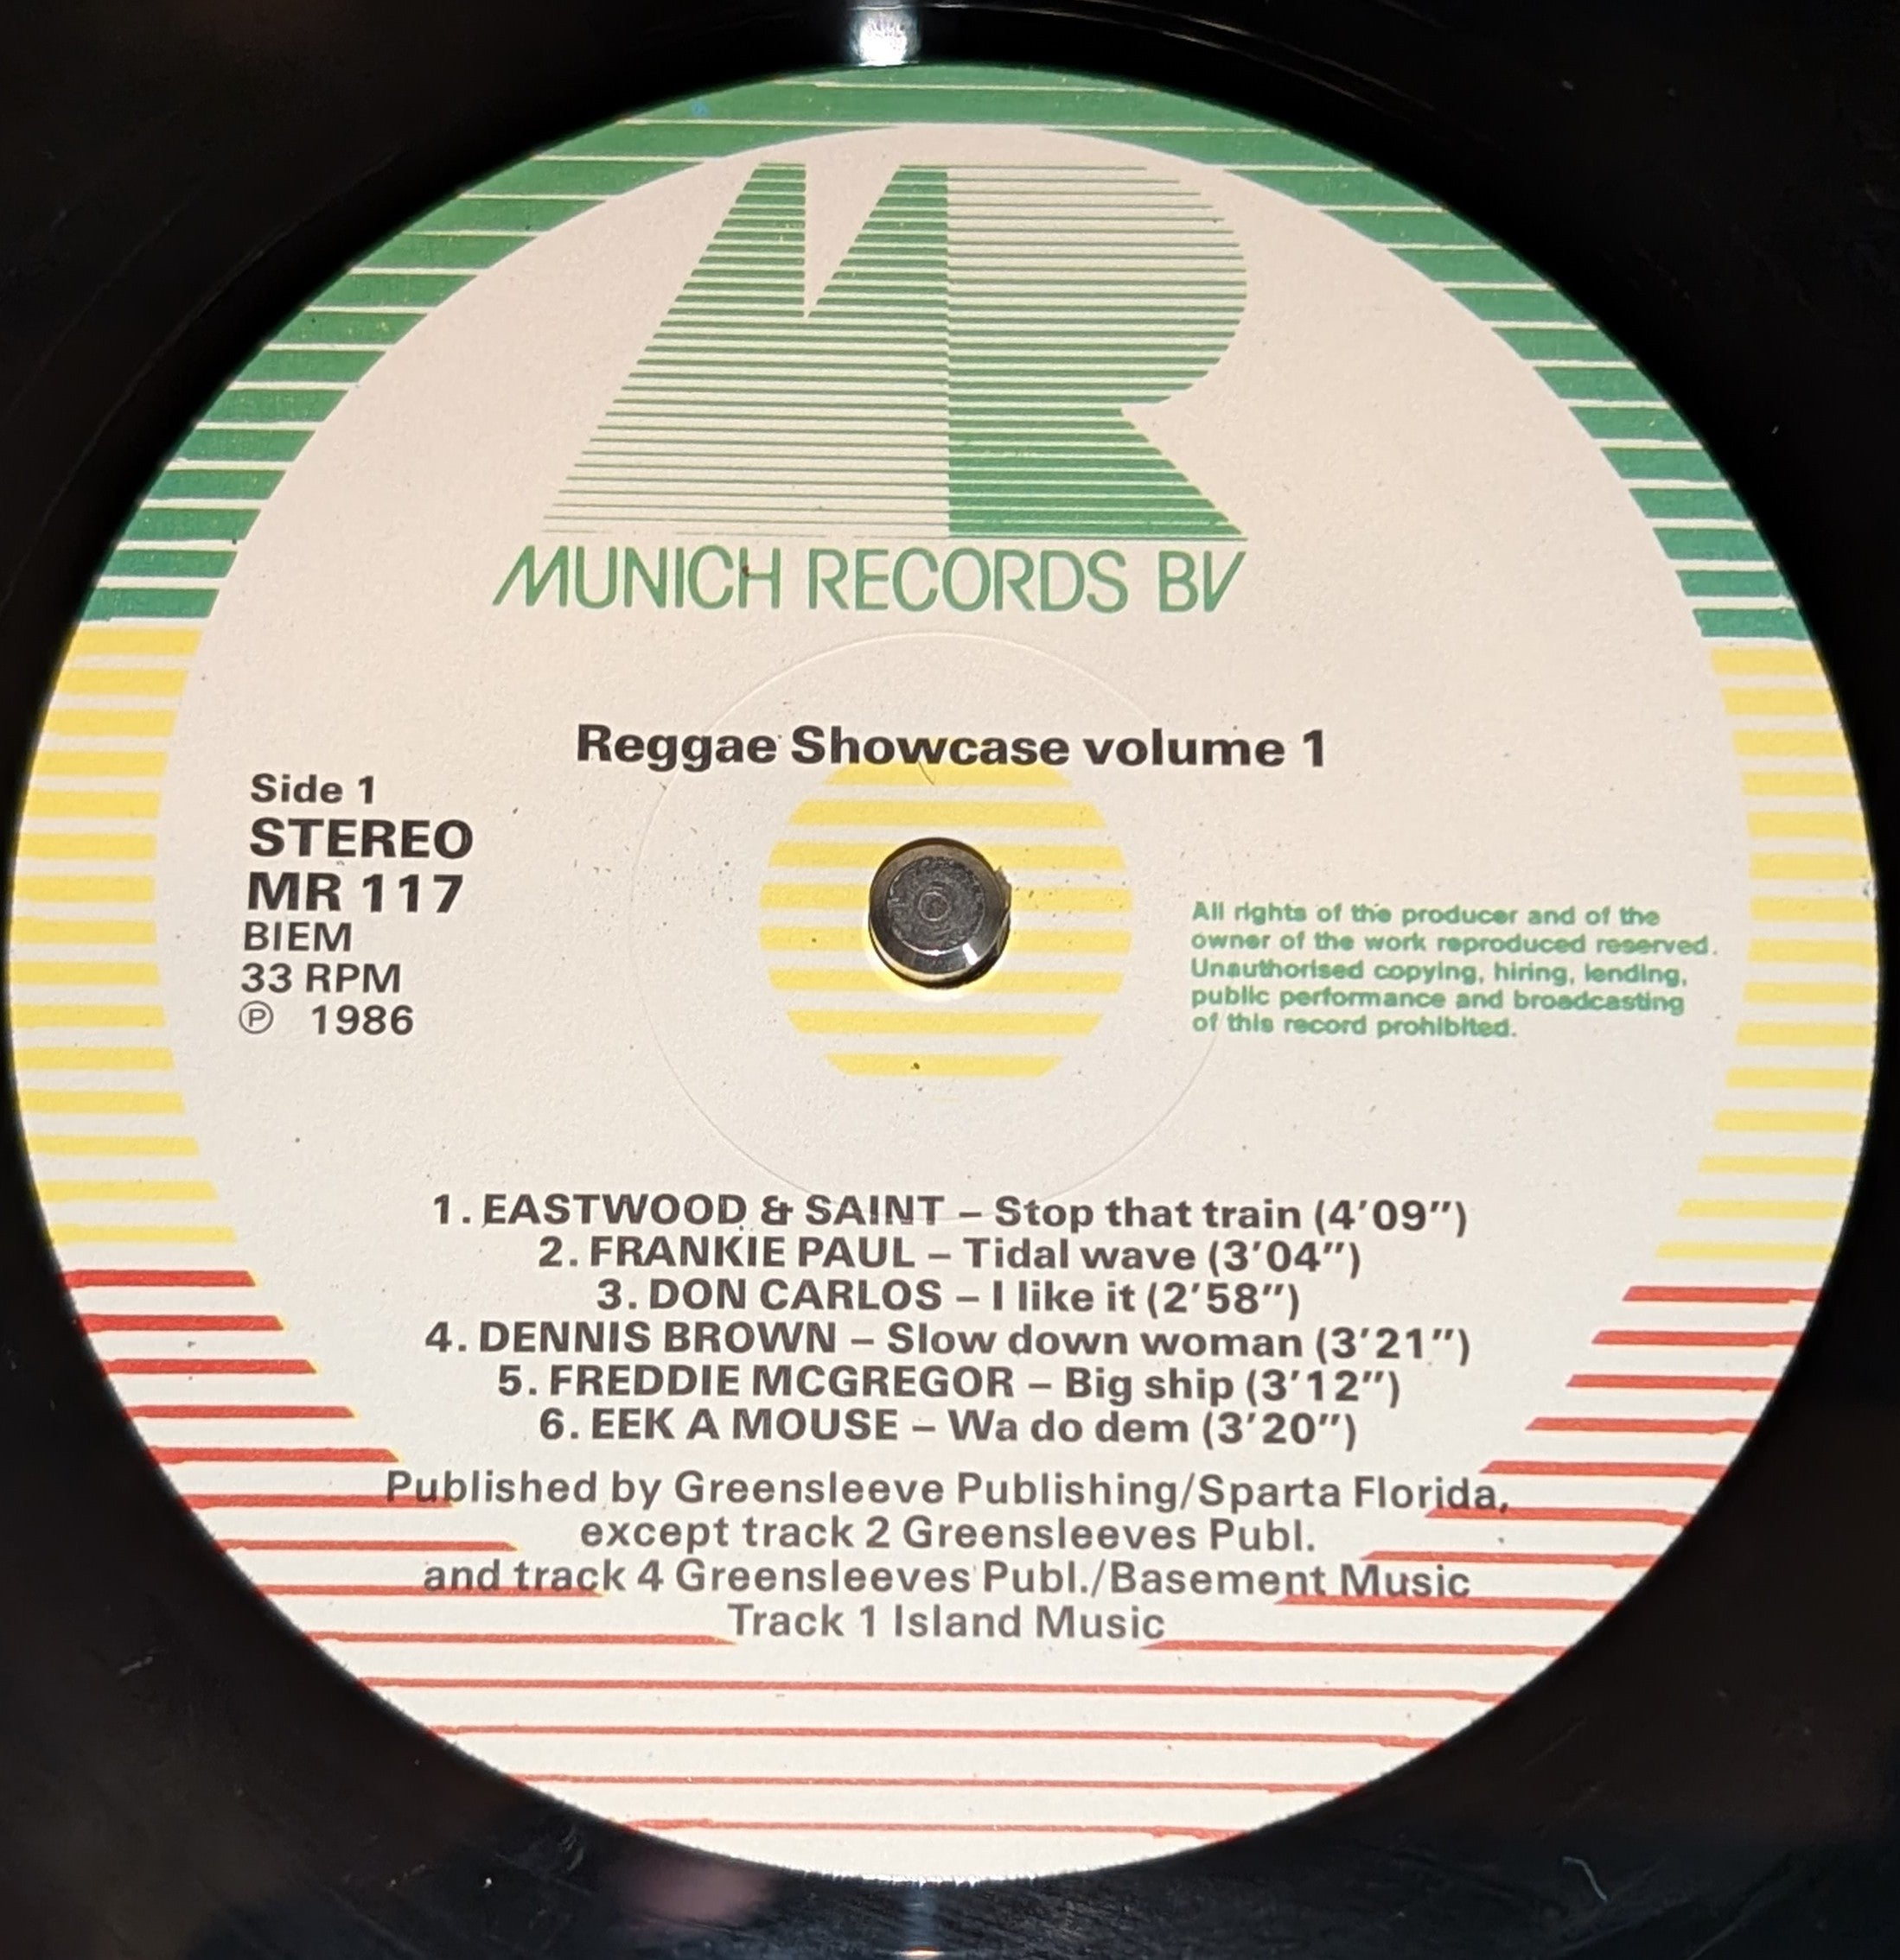 MR
MUNICH RECORDS BV
Reggae Showcase volume 1
Side 1
STEREO
MR 117
BIEM
33 RPM
Ⓟ 1986
All rights of the producer and of the
owner of the work reproduced reserved.
Unauthorised copying, hiring, lending,
public performance and broadcasting
of this record prohibited.
1. EASTWOOD & SAINT – Stop that train (4'09")
2. FRANKIE PAUL – Tidal wave (3'04")
3. DON CARLOS – I like it (2'58")
4. DENNIS BROWN – Slow down woman (3'21")
5. FREDDIE MCGREGOR – Big ship (3'12")
6. EEK A MOUSE – Wa do dem (3'20")
Published by Greensleeve Publishing/Sparta Florida,
except track 2 Greensleeves Publ.
and track 4 Greensleeves Publ./Basement Music
Track 1 Island Music